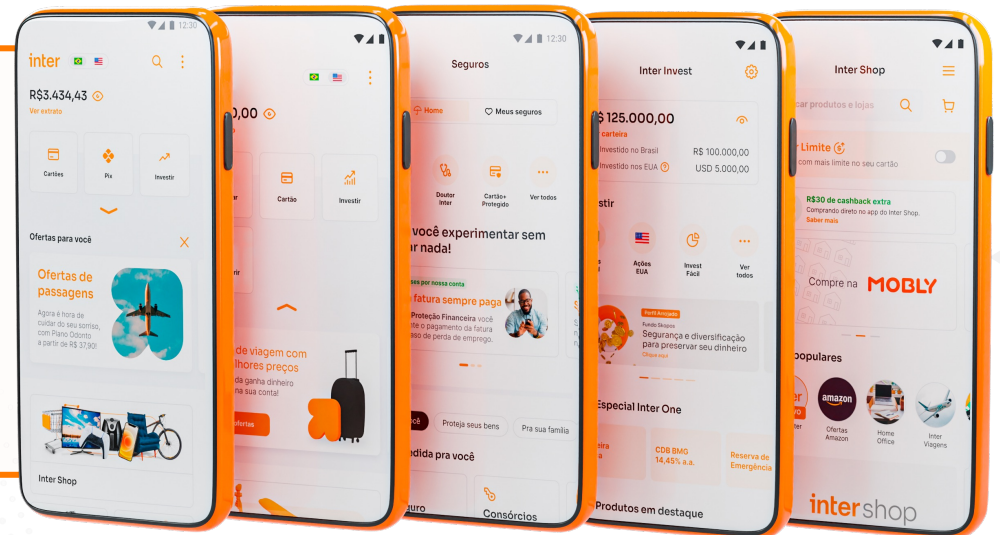 12:30
inter
R$3.434,43
Ver extrato
Cartões
Pix
Investir
Ofertas para você
Ofertas de
passagens
Agora é hora de
cuidar do seu sorriso,
com Plano Odonto
a partir de R$ 37,90!
Inter Shop
0,00
Cartão
Investir
de viagem com
lhores preços
da ganha dinheiro
na sua conta!
ofertas
12:30
Seguros
Home
Meus seguros
Doutor
Inter
Cartão+
Protegido
Ver todos
você experimentar sem
ar nada!
por nossa conta
fatura sempre paga
Proteção Financeira você
te o pagamento da fatura
aso de perda de emprego.
ocê
Proteja seus bens
Pra sua família
edida pra você
guro
Consórcios
Inter Invest
$ 125.000,00
carteira
Investido no Brasil
R$ 100.000,00
Investido nos EUA
USD 5.000,00
stir
Ações
EUA
Invest
Fácil
Ver
todos
Perfil Arrojado
Fundo Skopos
Segurança e diversificação
para preservar seu dinheiro
Clique aqui
Especial Inter One
eira
CDB BMG
14,45% a.a.
Reserva de
Emergência
Produtos em destaque
Inter Shop
car produtos e lojas
Limite
com mais limite no seu cartão
R$30 de cashback extra
Comprando direto no app do Inter Shop.
Saber mais
Compre na MOBLY
populares
amazon
Ofertas
Amazon
Home
Office
Inter
Viagens
inter shop